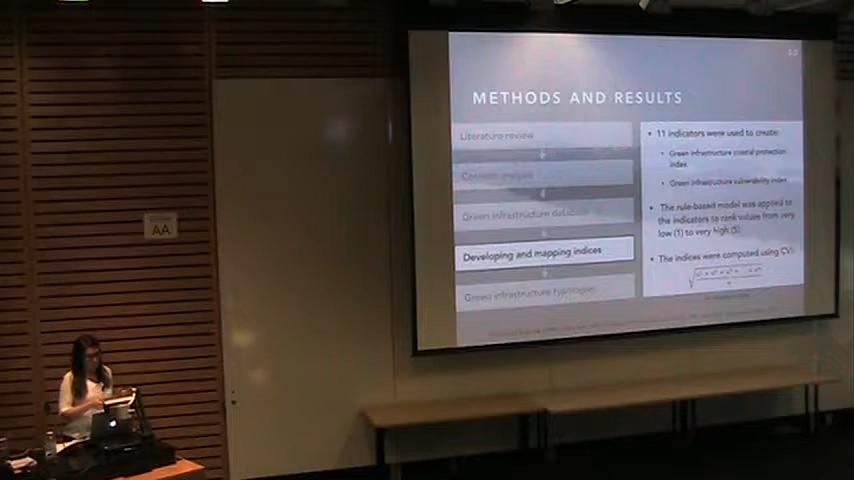 METHODS AND RESULTS
Literature review
Content analysis
Green infrastructure database
Developing and mapping indices
Green infrastructure typologies
• 11 indicators were used to create:
• Green infrastructure coastal protection
index
• Green infrastructure vulnerability index
• The rule-based model was applied to
the indicators to rank values from very
low (1) to very high (5).
• The indices were computed using CVI:
AA